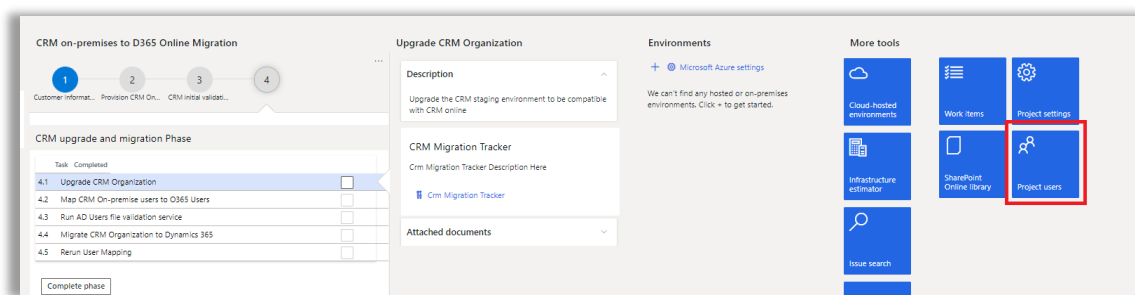 CRM on-premises to D365 Online Migration
...
1
2
3
4
Customer informat...
Provision CRM On...
CRM initial validati...
CRM upgrade and migration Phase
Task Completed
4.1 Upgrade CRM Organization
4.2 Map CRM On-premise users to O365 Users
4.3 Run AD Users file validation service
4.4 Migrate CRM Organization to Dynamics 365
4.5 Rerun User Mapping
Complete phase
Upgrade CRM Organization
Description
Upgrade the CRM staging environment to be compatible
with CRM online
CRM Migration Tracker
Crm Migration Tracker Description Here
Crm Migration Tracker
Attached documents
Environments
+ Microsoft Azure settings
We can't find any hosted or on-premises
environments. Click + to get started.
More tools
Cloud-hosted
environments
Work items
Project settings
Infrastructure
estimator
SharePoint
Online library
Project users
Issue search